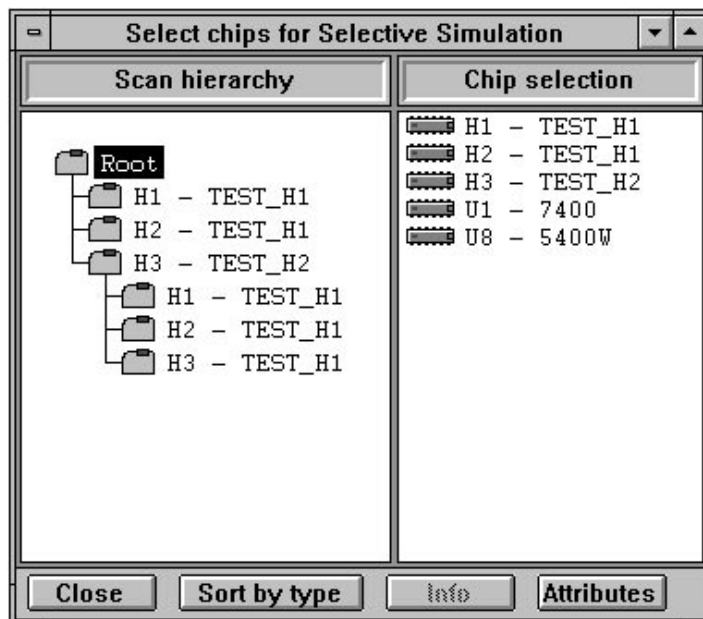 Select chips for Selective Simulation
Scan hierarchy
Chip selection
Root
H1 – TEST_H1
H2 – TEST_H1
H3 – TEST_H2
H1 – TEST_H1
H2 – TEST_H1
H3 – TEST_H1
H1 – TEST_H1
H2 – TEST_H1
H3 – TEST_H2
U1 – 7400
U8 – 5400W
Close
Sort by type
Info
Attributes